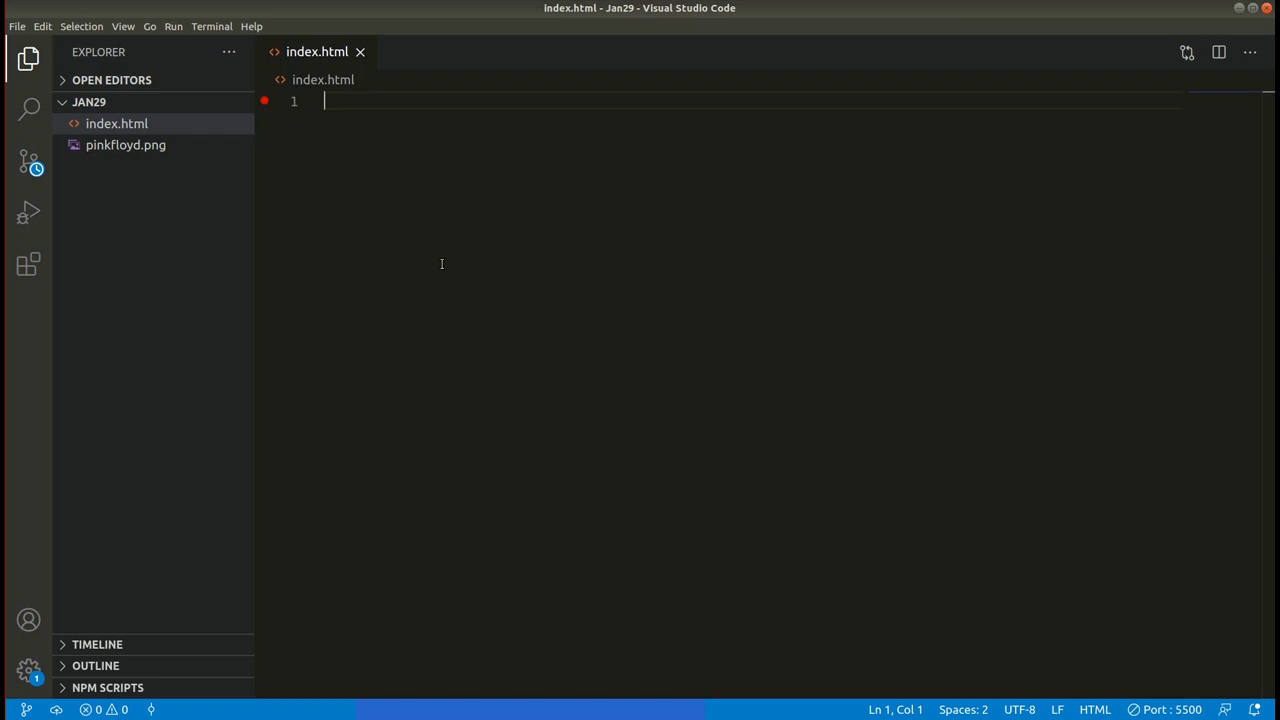 index.html - Jan29 - Visual Studio Code
File Edit Selection View Go Run Terminal Help
EXPLORER
OPEN EDITORS
JAN29
index.html
pinkfloyd.png
TIMELINE
OUTLINE
NPM SCRIPTS
index.html
index.html
1
1
0 0
Ln 1, Col 1 Spaces: 2 UTF-8 LF HTML Port : 5500